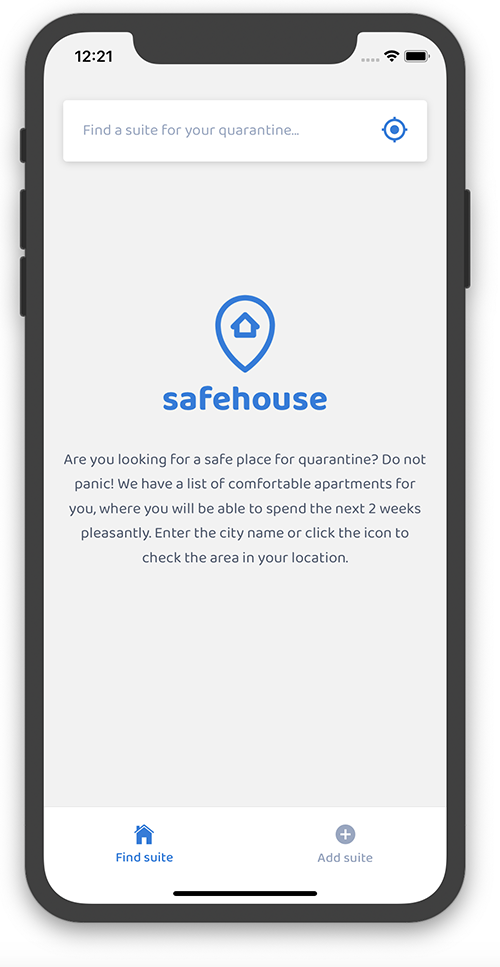 12:21
Find a suite for your quarantine...
safehouse
Are you looking for a safe place for quarantine? Do not
panic! We have a list of comfortable apartments for
you, where you will be able to spend the next 2 weeks
pleasantly. Enter the city name or click the icon to
check the area in your location.
Find suite
Add suite